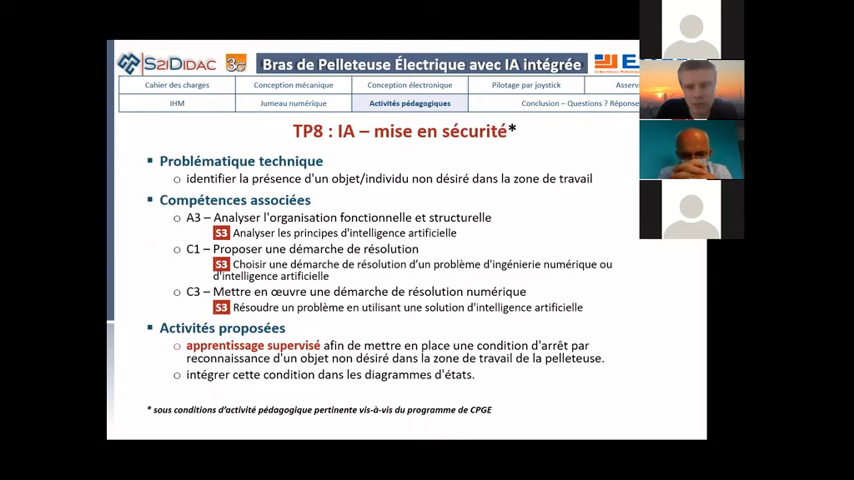 S2IDIDAC
Bras de Pelleteuse Électrique avec IA intégrée
Cahier des charges
Conception mécanique
Conception électronique
Pilotage par joystick
IHM
Jumeau numérique
Activités pédagogiques
Conclusion – Questions ? Réponse
TP8 : IA – mise en sécurité*
Problématique technique
identifier la présence d'un objet/individu non désiré dans la zone de travail
Compétences associées
A3 – Analyser l'organisation fonctionnelle et structurelle
S3 Analyser les principes d'intelligence artificielle
C1 – Proposer une démarche de résolution
S3 Choisir une démarche de résolution d'un problème d'ingénierie numérique ou
d'intelligence artificielle
C3 – Mettre en œuvre une démarche de résolution numérique
S3 Résoudre un problème en utilisant une solution d'intelligence artificielle
Activités proposées
apprentissage supervisé afin de mettre en place une condition d'arrêt par
reconnaissance d'un objet non désiré dans la zone de travail de la pelleteuse.
intégrer cette condition dans les diagrammes d'états.
* sous conditions d'activité pédagogique pertinente vis-à-vis du programme de CPGE